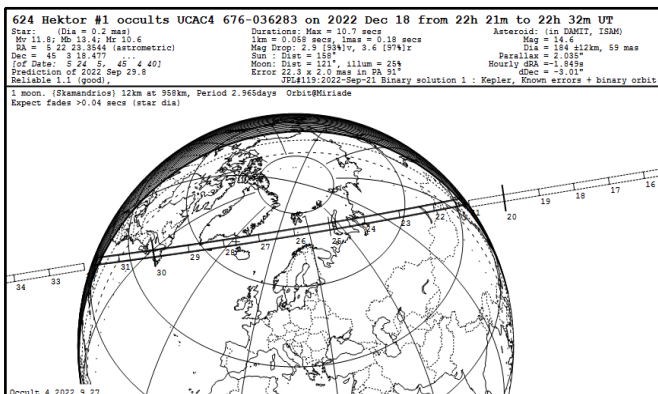 624 Hektor #1 occults UCAC4 676-036283 on 2022 Dec 18 from 22h 21m to 22h 32m UT
Star: (Dia = 0.2 mas) Durations: Max = 10.7 secs Asteroid: (in DAMIT, ISAM)
Mv 11.8; Mb 13.4; Mr 10.6 1km = 0.058 secs, 1mas = 0.18 secs Mag = 14.6
RA = 5 22 23.3544 (astrometric) Mag Drop: 2.9 [93%]v, 3.6 [97%]r Dia = 184 ±12km, 59 mas
Dec = 45 3 18.477 ... Sun : Dist = 158° Parallax = 2.035"
[of Date: 5 24 5, 45 4 40] Moon: Dist = 121°, illum = 25% Hourly dRA =-1.849s
Prediction of 2022 Sep 29.8 Error 22.3 x 2.0 mas in PA 91° dDec = -3.01"
Reliable 1.1 (good), JPL#119:2022-Sep-21 Binary solution 1 : Kepler, Known errors + binary orbit
1 moon. {Skamandrios} 12km at 958km, Period 2.965days Orbit@Miriade
Expect fades >0.04 secs (star dia)
16
17
18
19
20
21
22
23
24
25
26
27
28
29
30
31
33
34
Occult 4.2022.9.27